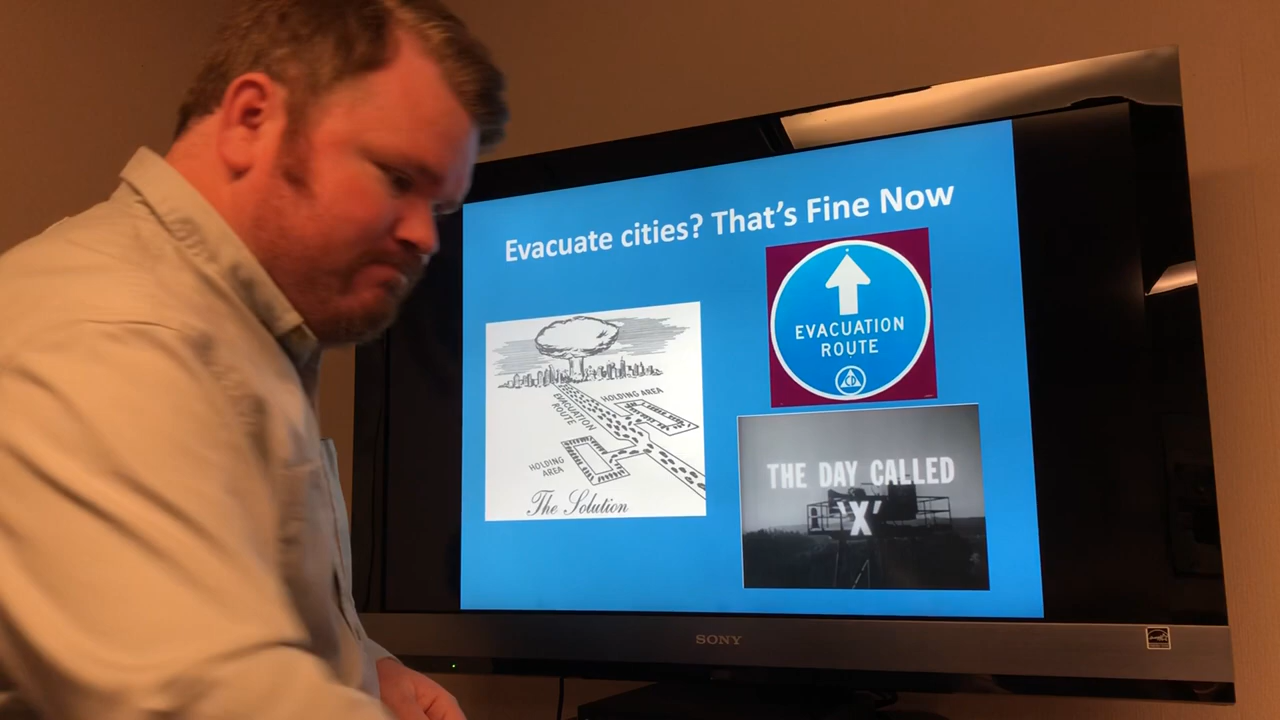 Evacuate cities? That's Fine Now
EVACUATION
ROUTE
CD
HOLDING AREA
EVACUATION
ROUTE
HOLDING
AREA
The Solution
THE DAY CALLED
'X'
SONY